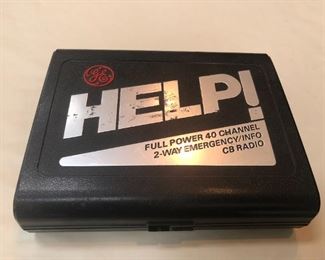 GE
HELP!
FULL POWER 40 CHANNEL
2-WAY EMERGENCY/INFO
CB RADIO